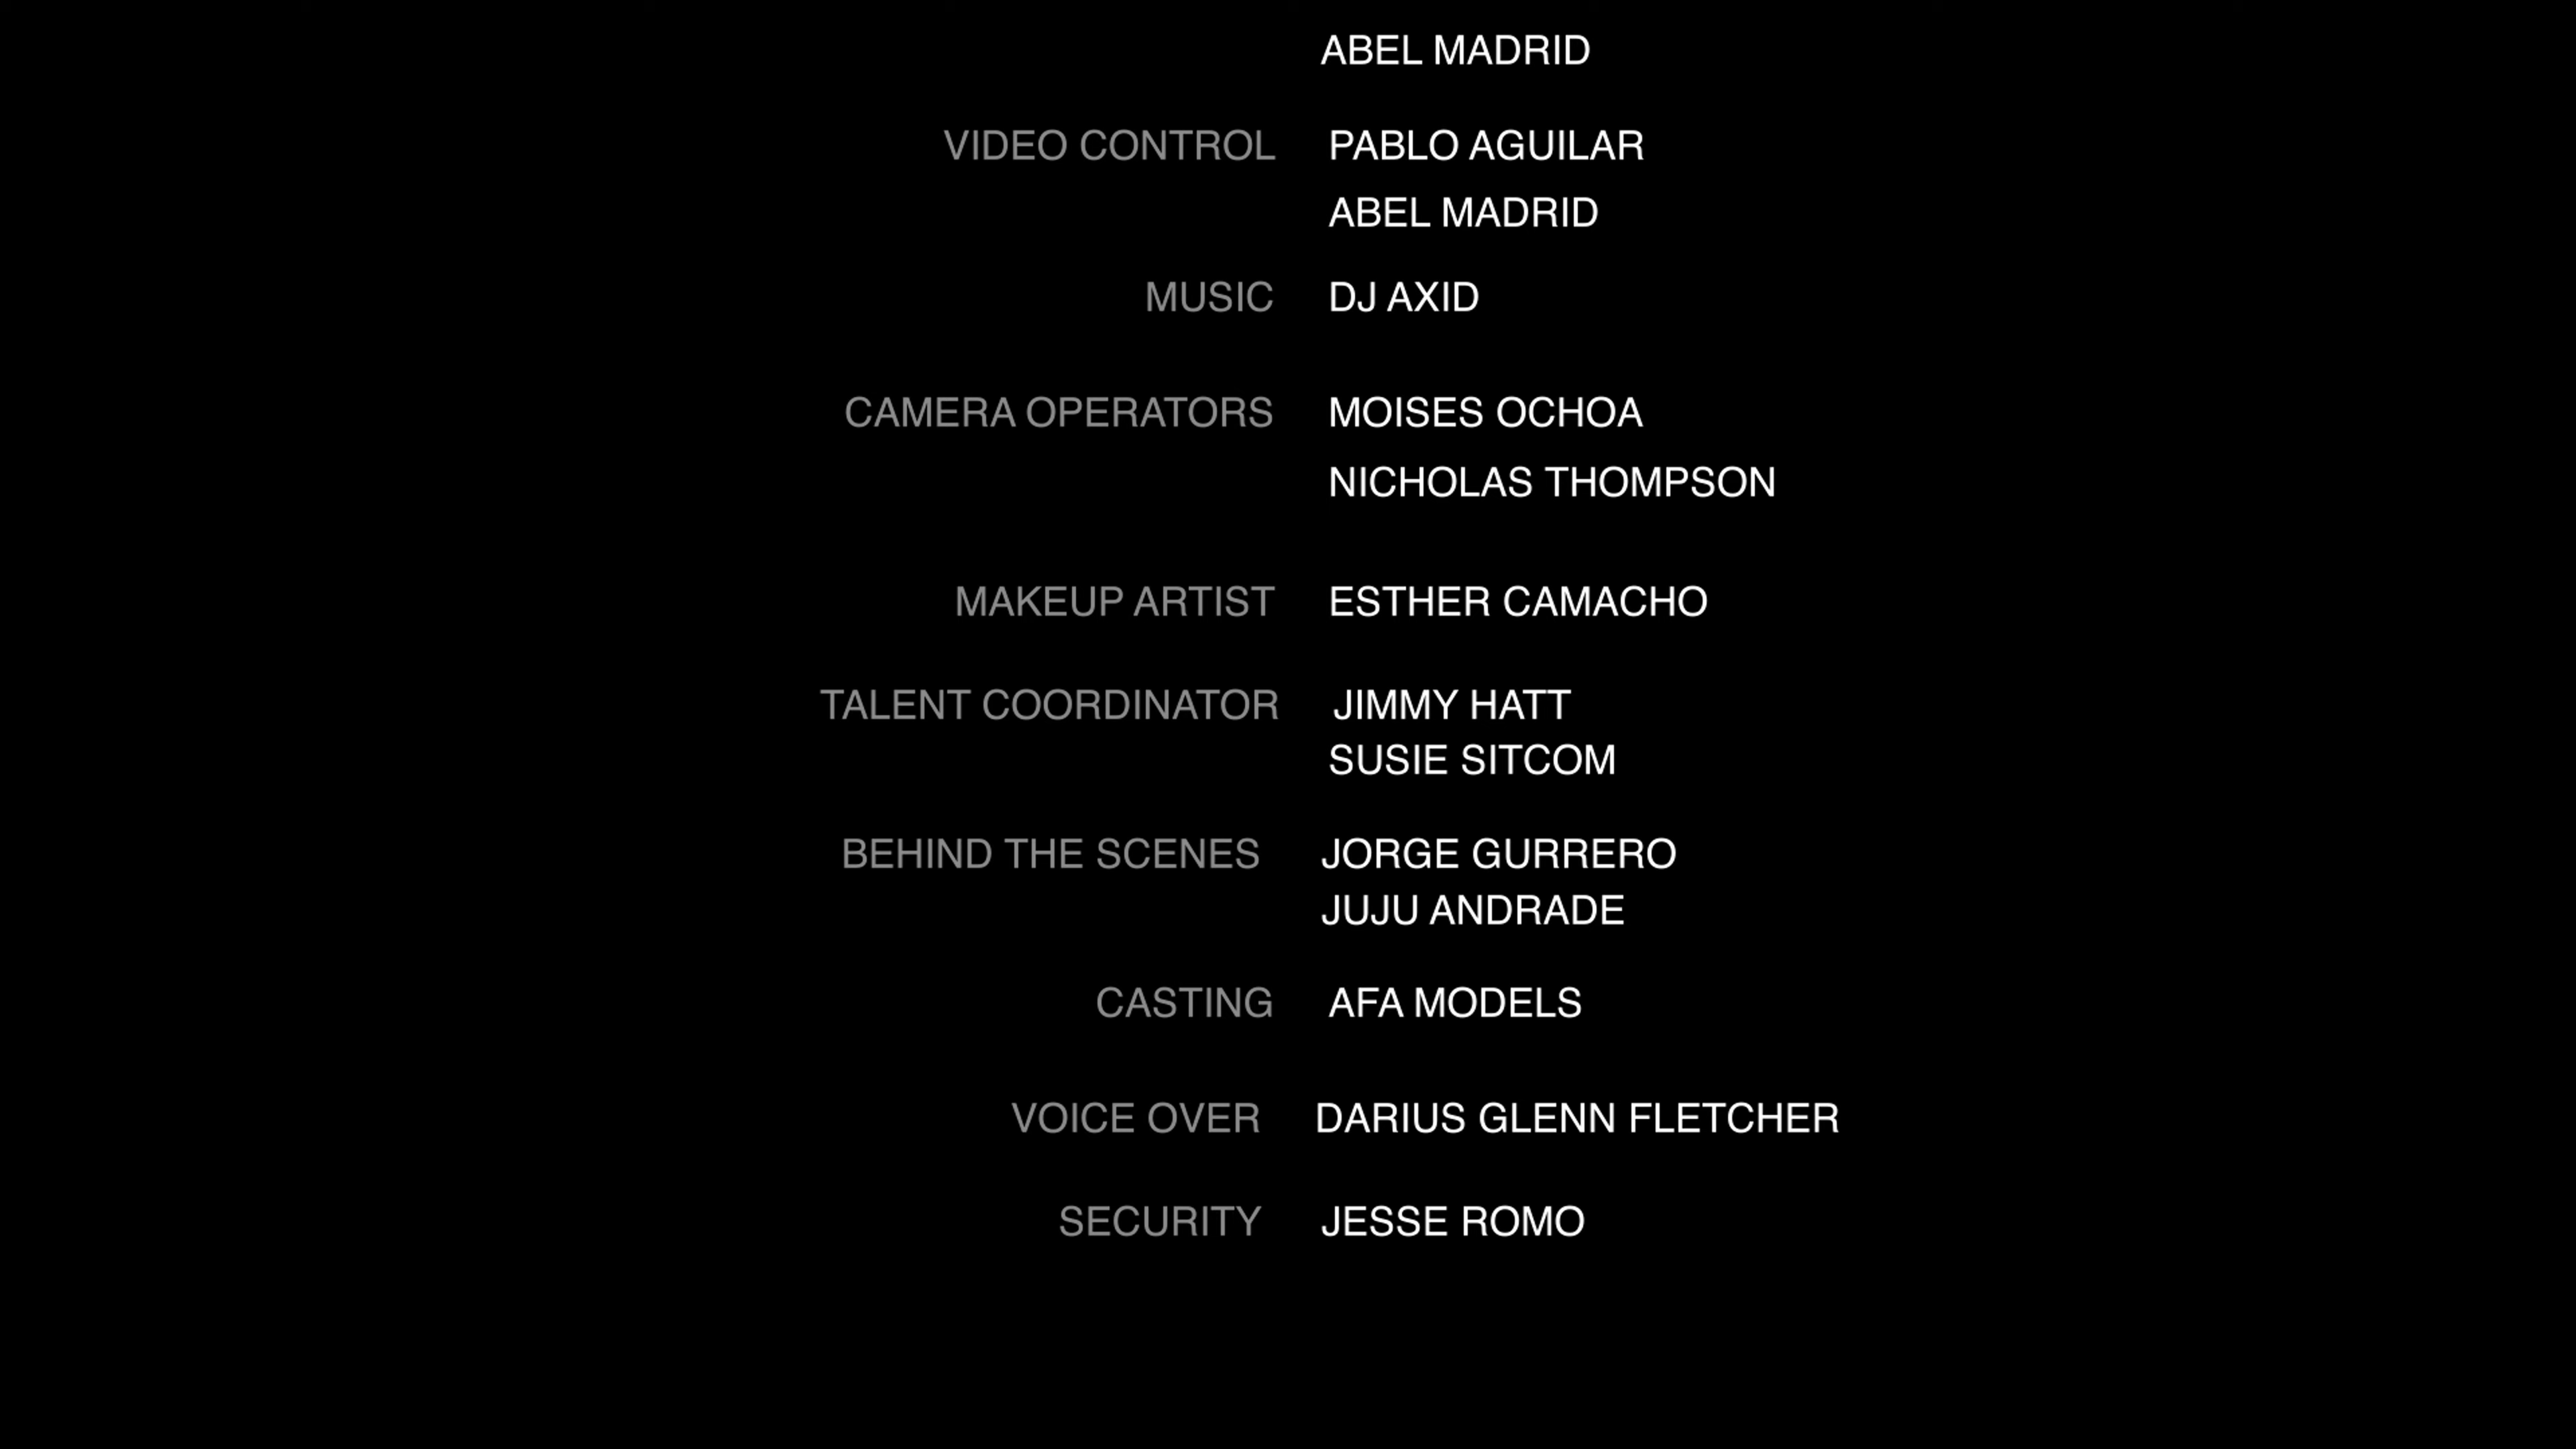 ABEL MADRID
VIDEO CONTROL PABLO AGUILAR
ABEL MADRID
MUSIC DJ AXID
CAMERA OPERATORS MOISES OCHOA
NICHOLAS THOMPSON
MAKEUP ARTIST ESTHER CAMACHO
TALENT COORDINATOR JIMMY HATT
SUSIE SITCOM
BEHIND THE SCENES JORGE GURRERO
JUJU ANDRADE
CASTING AFA MODELS
VOICE OVER DARIUS GLENN FLETCHER
SECURITY JESSE ROMO